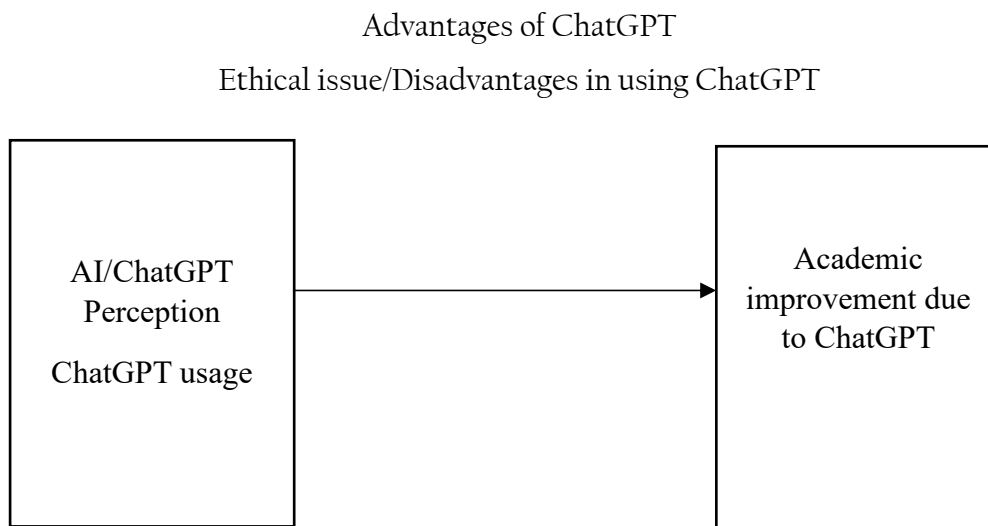 Advantages of ChatGPT
Ethical issue/Disadvantages in using ChatGPT
AI/ChatGPT
Perception
ChatGPT usage
Academic
improvement due
to ChatGPT